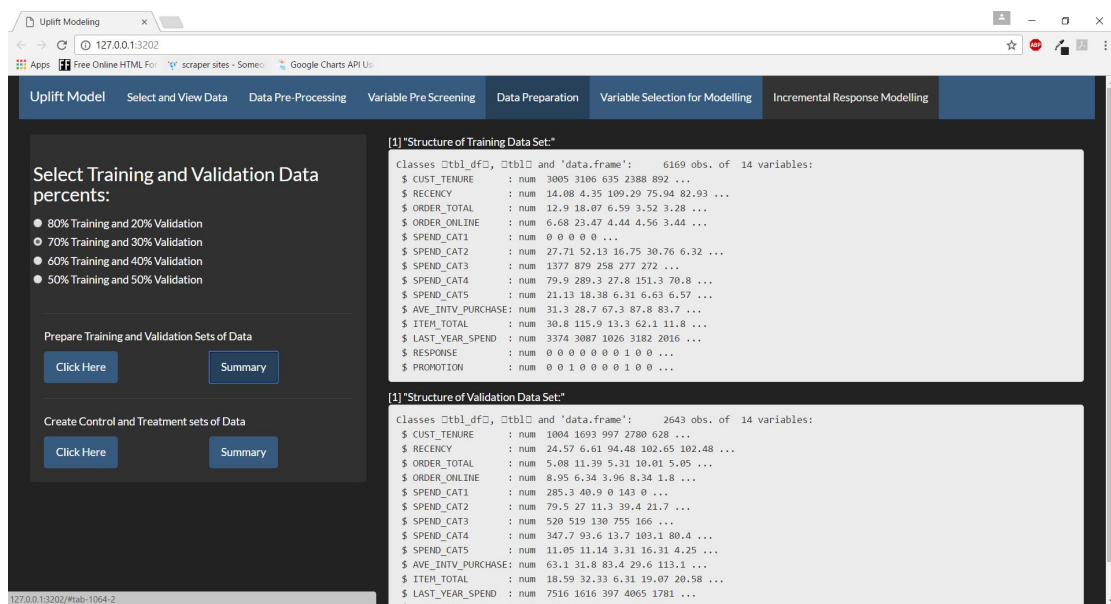 Uplift Modeling
127.0.0.1:3202
ABP
Apps Free Online HTML For scraper sites - Someo Google Charts API Us
Uplift Model Select and View Data Data Pre-Processing Variable Pre Screening Data Preparation Variable Selection for Modelling Incremental Response Modelling
Select Training and Validation Data
percents:
80% Training and 20% Validation
70% Training and 30% Validation
60% Training and 40% Validation
50% Training and 50% Validation
Prepare Training and Validation Sets of Data
Click Here Summary
Create Control and Treatment sets of Data
Click Here Summary
[1] "Structure of Training Data Set:"
Classes □tbl_df□, □tbl□ and 'data.frame': 6169 obs. of 14 variables:
$ CUST_TENURE : num 3005 3106 635 2388 892 ...
$ RECENCY : num 14.08 4.35 109.29 75.94 82.93 ...
$ ORDER_TOTAL : num 12.9 18.07 6.59 3.52 3.28 ...
$ ORDER_ONLINE : num 6.68 23.47 4.44 4.56 3.44 ...
$ SPEND_CAT1 : num 0 0 0 0 0 ...
$ SPEND_CAT2 : num 27.71 52.13 16.75 30.76 6.32 ...
$ SPEND_CAT3 : num 1377 879 258 277 272 ...
$ SPEND_CAT4 : num 79.9 289.3 27.8 151.3 70.8 ...
$ SPEND_CAT5 : num 21.13 18.38 6.31 6.63 6.57 ...
$ AVE_INTV_PURCHASE: num 31.3 28.7 67.3 87.8 83.7 ...
$ ITEM_TOTAL : num 30.8 115.9 13.3 62.1 11.8 ...
$ LAST_YEAR_SPEND : num 3374 3087 1026 3182 2016 ...
$ RESPONSE : num 0 0 0 0 0 0 0 1 0 0 ...
$ PROMOTION : num 0 0 1 0 0 0 0 1 0 0 ...
[1] "Structure of Validation Data Set:"
Classes □tbl_df□, □tbl□ and 'data.frame': 2643 obs. of 14 variables:
$ CUST_TENURE : num 1004 1693 997 2780 628 ...
$ RECENCY : num 24.57 6.61 94.48 102.65 102.48 ...
$ ORDER_TOTAL : num 5.08 11.39 5.31 10.01 5.05 ...
$ ORDER_ONLINE : num 8.95 6.34 3.96 8.34 1.8 ...
$ SPEND_CAT1 : num 285.3 40.9 0 143 0 ...
$ SPEND_CAT2 : num 79.5 27 11.3 39.4 21.7 ...
$ SPEND_CAT3 : num 520 519 130 755 166 ...
$ SPEND_CAT4 : num 347.7 93.6 13.7 103.1 80.4 ...
$ SPEND_CAT5 : num 11.05 11.14 3.31 16.31 4.25 ...
$ AVE_INTV_PURCHASE: num 63.1 31.8 83.4 29.6 113.1 ...
$ ITEM_TOTAL : num 18.59 32.33 6.31 19.07 20.58 ...
$ LAST_YEAR_SPEND : num 7516 1616 397 4065 1781 ...
127.0.0.1:3202/#tab-1064-2